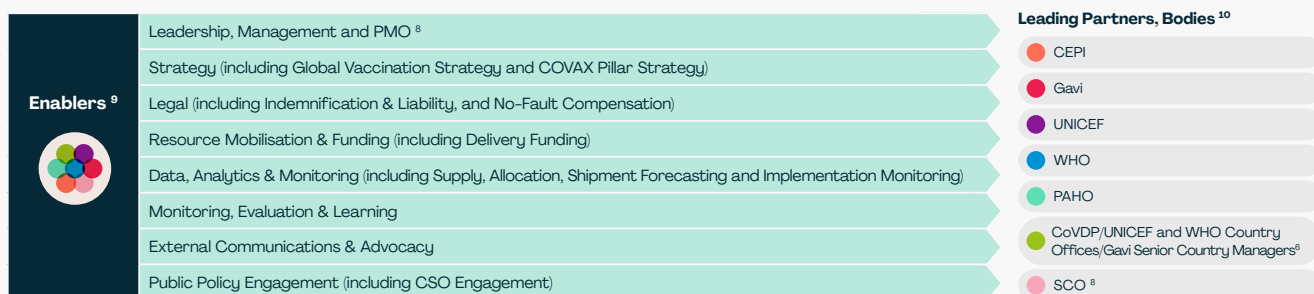 Enablers ⁹
Leadership, Management and PMO ⁸
Strategy (including Global Vaccination Strategy and COVAX Pillar Strategy)
Legal (including Indemnification & Liability, and No-Fault Compensation)
Resource Mobilisation & Funding (including Delivery Funding)
Data, Analytics & Monitoring (including Supply, Allocation, Shipment Forecasting and Implementation Monitoring)
Monitoring, Evaluation & Learning
External Communications & Advocacy
Public Policy Engagement (including CSO Engagement)
Leading Partners, Bodies ¹⁰
CEPI
Gavi
UNICEF
WHO
PAHO
CoVDP/UNICEF and WHO Country
Offices/Gavi Senior Country Managers⁶
SCO ⁸